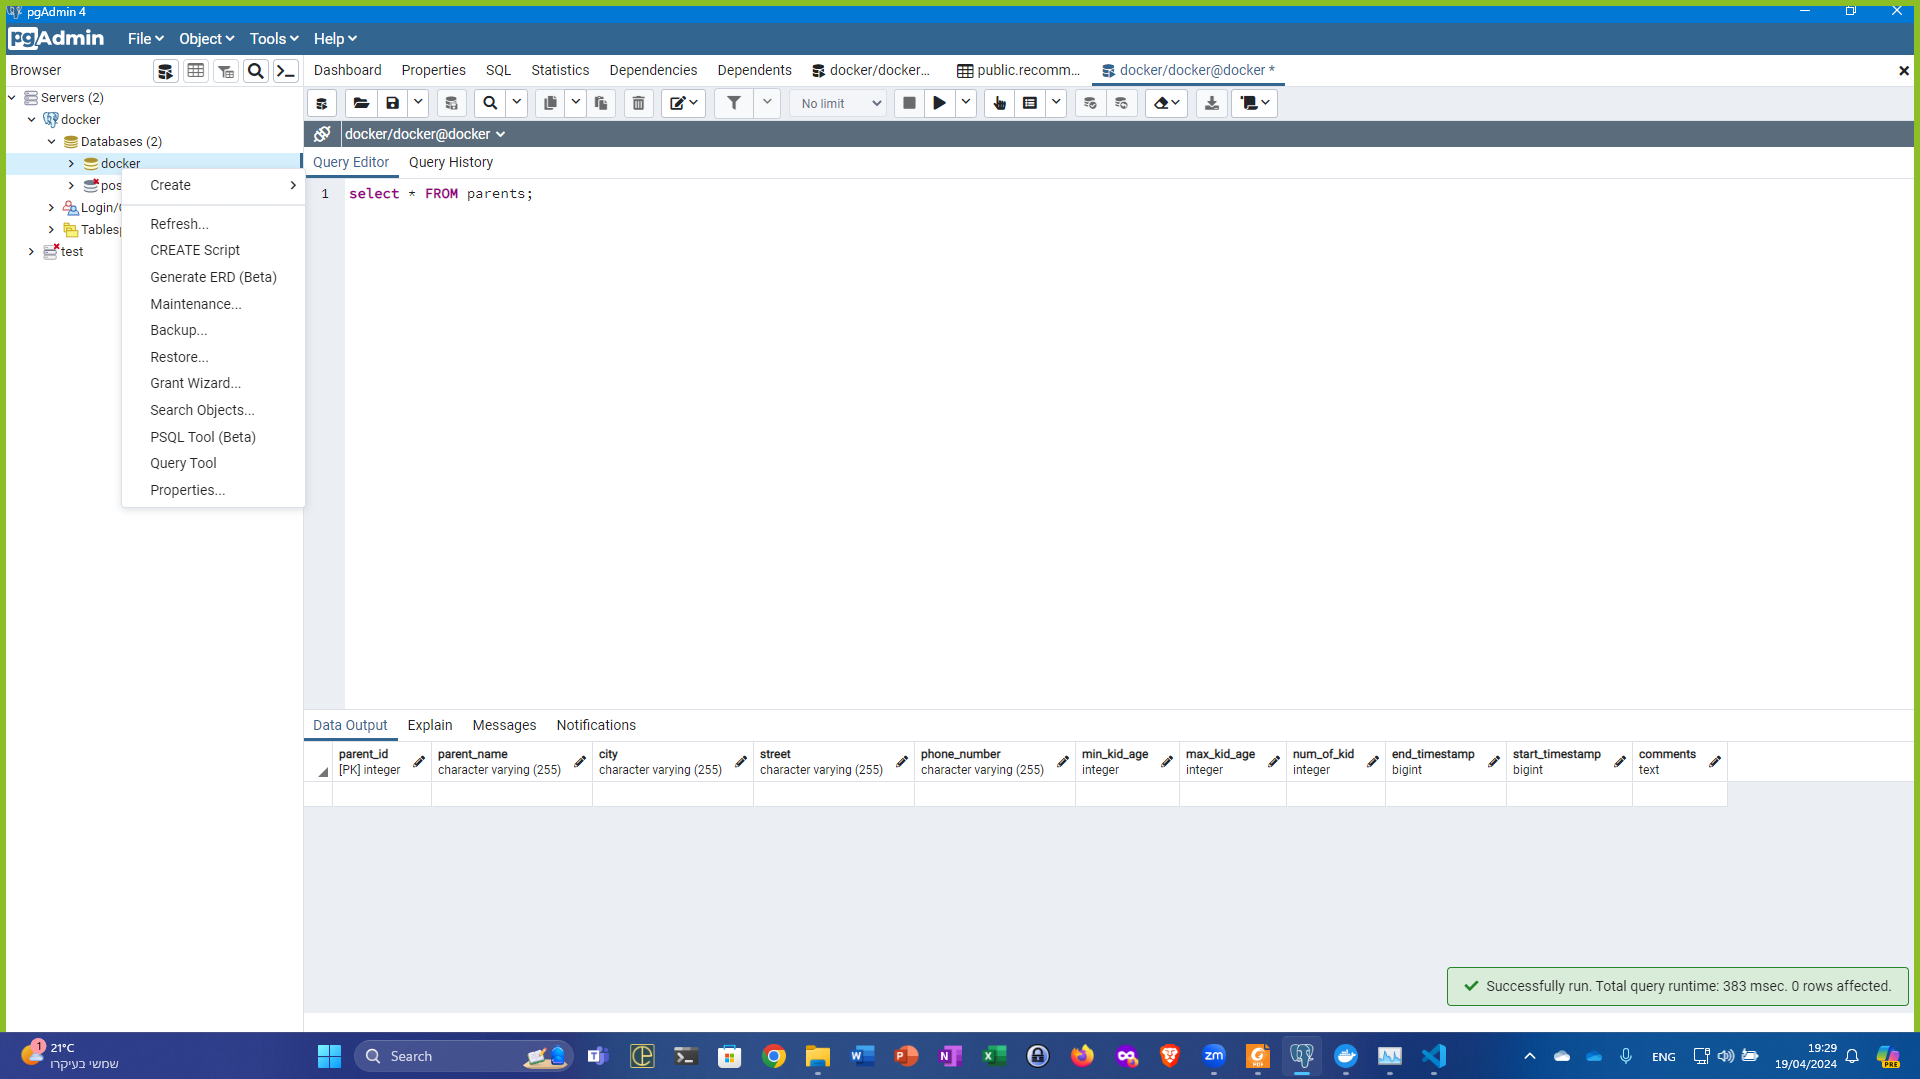 pgAdmin 4
pgAdmin File Object Tools Help
Browser
Dashboard Properties SQL Statistics Dependencies Dependents docker/docker... public.recomm... docker/docker@docker *
Servers (2)
docker
Databases (2)
docker
pos
Login/
Tables
test
Create
Refresh...
CREATE Script
Generate ERD (Beta)
Maintenance...
Backup...
Restore...
Grant Wizard...
Search Objects...
PSQL Tool (Beta)
Query Tool
Properties...
No limit
docker/docker@docker
Query Editor Query History
1 select * FROM parents;
Data Output Explain Messages Notifications
parent_id
[PK] integer
parent_name
character varying (255)
city
character varying (255)
street
character varying (255)
phone_number
character varying (255)
min_kid_age
integer
max_kid_age
integer
num_of_kid
integer
end_timestamp
bigint
start_timestamp
bigint
comments
text
Successfully run. Total query runtime: 383 msec. 0 rows affected.
1
21°C
שמשי בעיקרו
Search
zm
ENG
19:29
19/04/2024
PRE